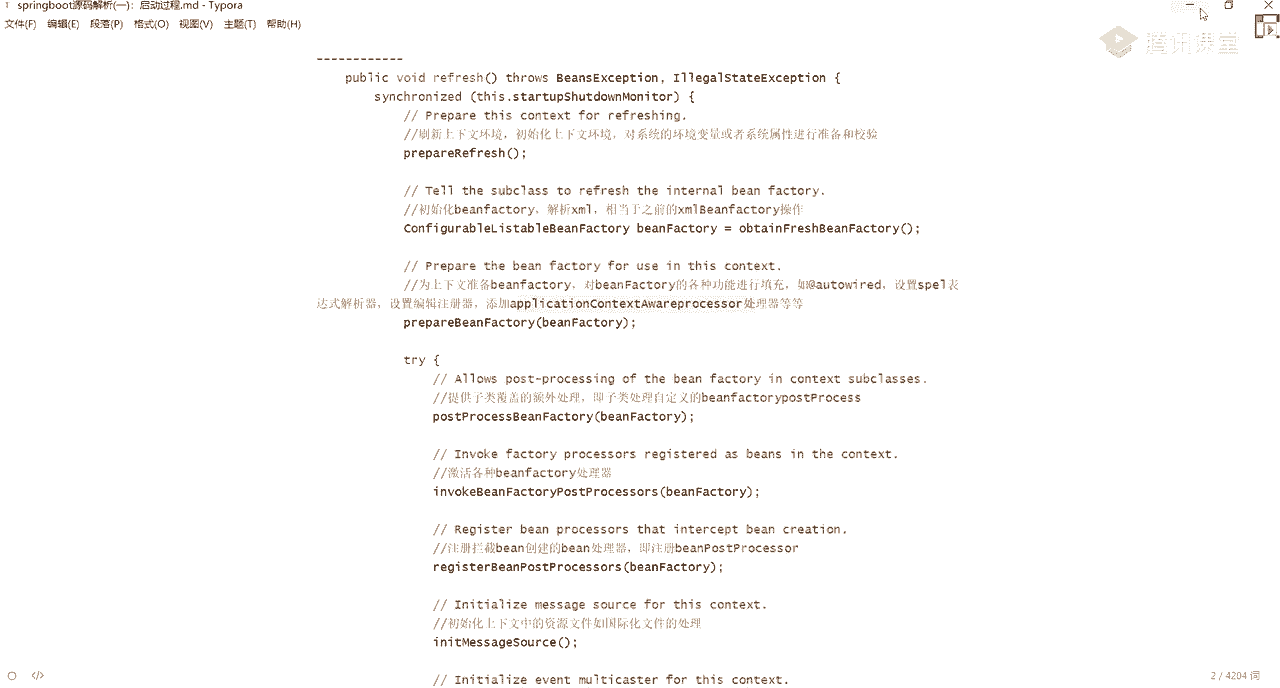 springboot源码解析(一)：启动过程.md - Typora
文件(F) 编辑(E) 段落(P) 格式(O) 视图(V) 主题(T) 帮助(H)
腾讯课堂
------------
public void refresh() throws BeansException, IllegalStateException {
synchronized (this.startupShutdownMonitor) {
// Prepare this context for refreshing.
//刷新上下文环境，初始化上下文环境，对系统的环境变量或者系统属性进行准备和校验
prepareRefresh();
// Tell the subclass to refresh the internal bean factory.
//初始化beanfactory，解析xml，相当于之前的xmlBeanfactory操作
ConfigurableListableBeanFactory beanFactory = obtainFreshBeanFactory();
// Prepare the bean factory for use in this context.
//为上下文准备beanfactory，对beanFactory的各种功能进行填充，如@autowired，设置spel表
达式解析器，设置编辑注册器，添加applicationContextAwareprocessor处理器等等
prepareBeanFactory(beanFactory);
try {
// Allows post-processing of the bean factory in context subclasses.
//提供子类覆盖的额外处理，即子类处理自定义的beanfactorypostProcess
postProcessBeanFactory(beanFactory);
// Invoke factory processors registered as beans in the context.
//激活各种beanfactory处理器
invokeBeanFactoryPostProcessors(beanFactory);
// Register bean processors that intercept bean creation.
//注册拦截bean创建的bean处理器，即注册beanPostProcessor
registerBeanPostProcessors(beanFactory);
// Initialize message source for this context.
//初始化上下文中的资源文件如国际化文件的处理
initMessageSource();
// Initialize event multicaster for this context.
2 / 4204 词